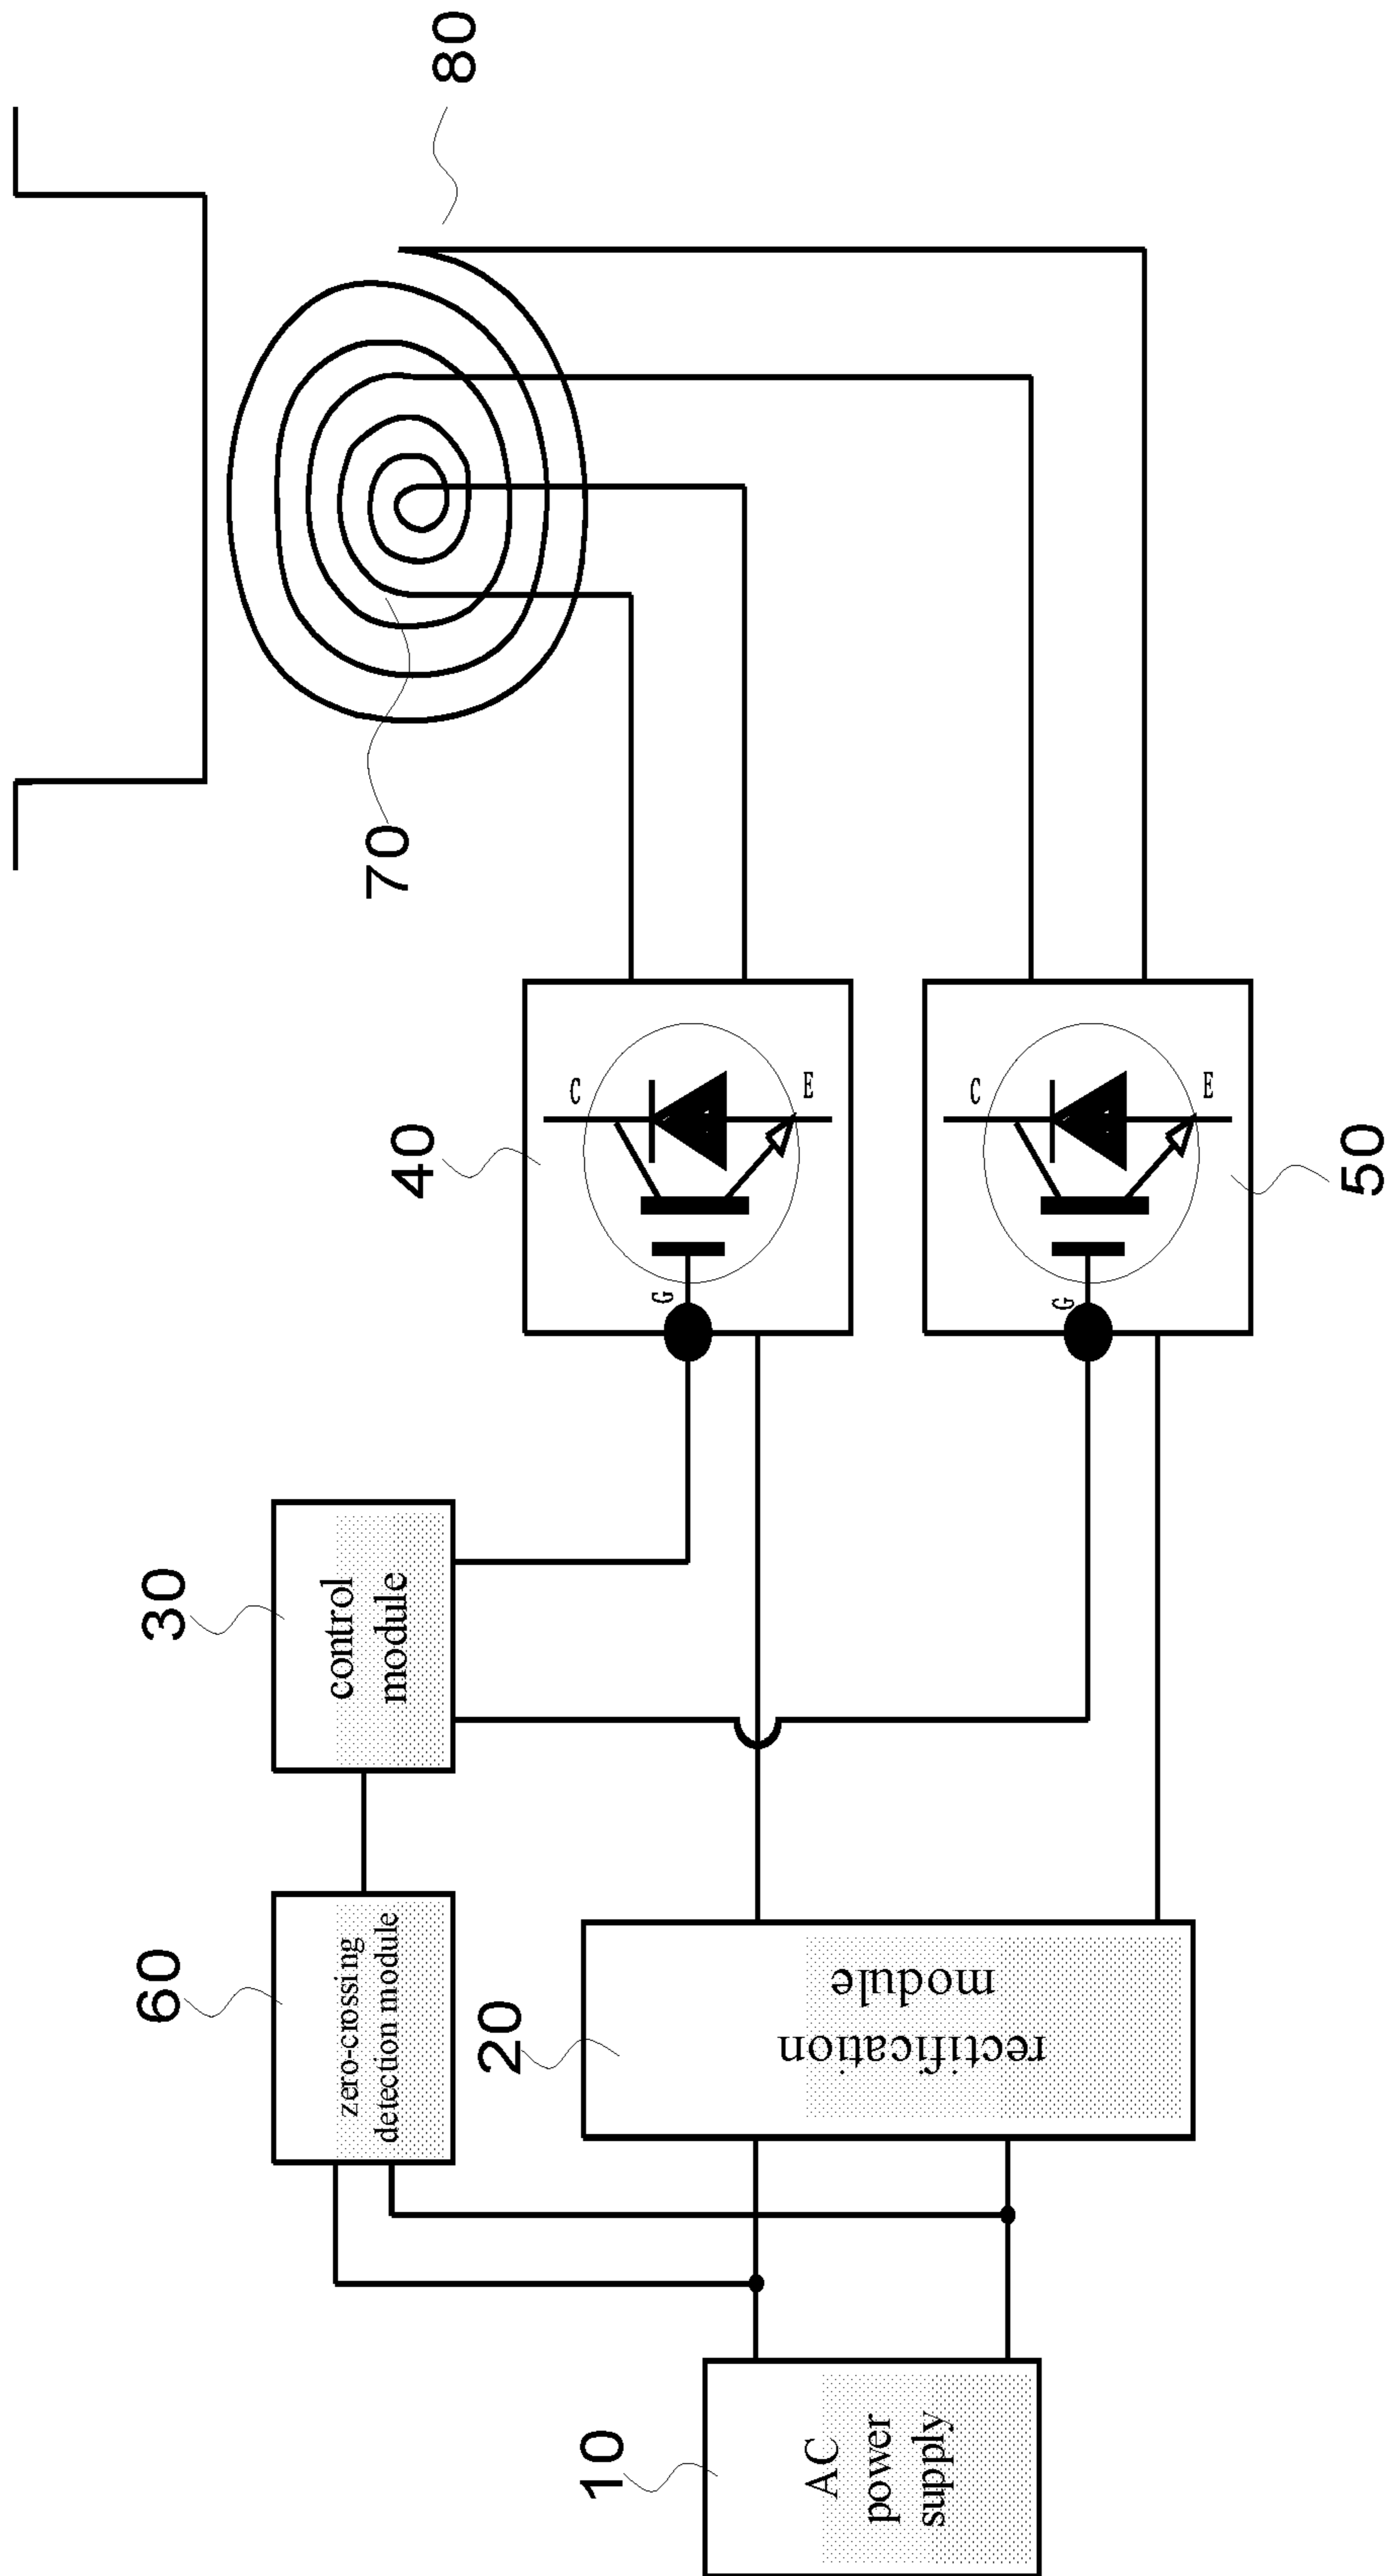 80
70
40
C
E
G
50
C
E
G
30
control
module
60
zero-crossing
detection module
20
rectification
module
10
AC
power
supply